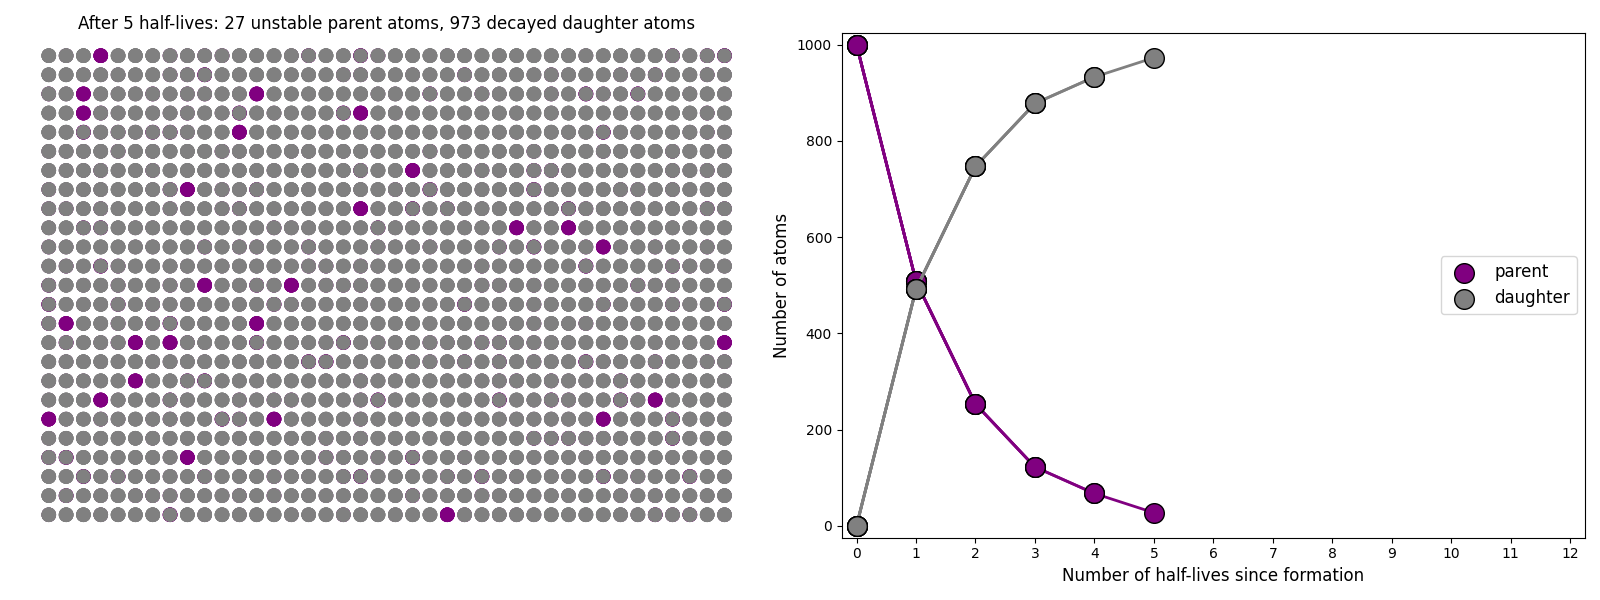 After 5 half-lives: 27 unstable parent atoms, 973 decayed daughter atoms
Number of atoms
1000
800
600
400
200
0
0 1 2 3 4 5 6 7 8 9 10 11 12
Number of half-lives since formation
parent
daughter